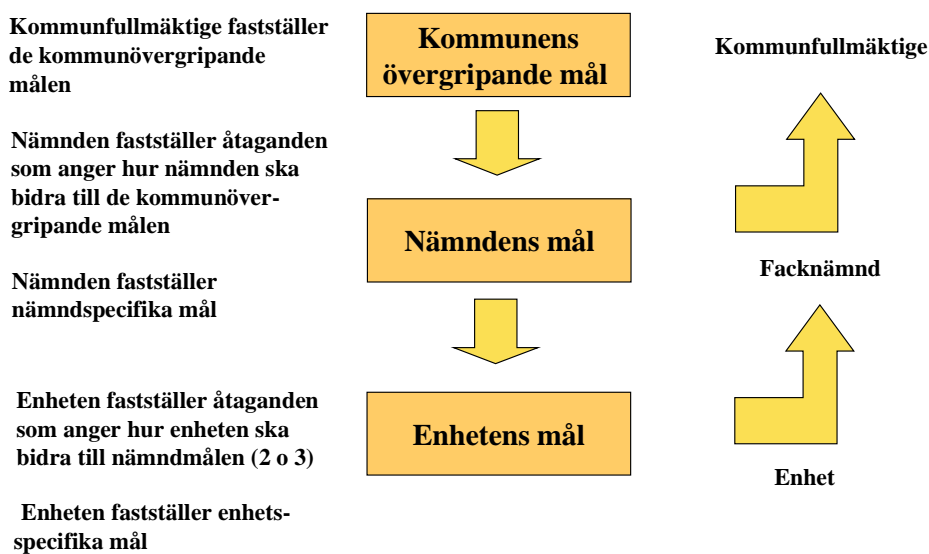 Kommunfullmäktige fastställer
de kommunövergripande
målen
Nämnden fastställer åtaganden
som anger hur nämnden ska
bidra till de kommunöver-
gripande målen
Nämnden fastställer
nämndspecifika mål
Enheten fastställer åtaganden
som anger hur enheten ska
bidra till nämndmålen (2 o 3)
Enheten fastställer enhets-
specifika mål
Kommunens
övergripande mål
Nämndens mål
Enhetens mål
Kommunfullmäktige
Facknämnd
Enhet